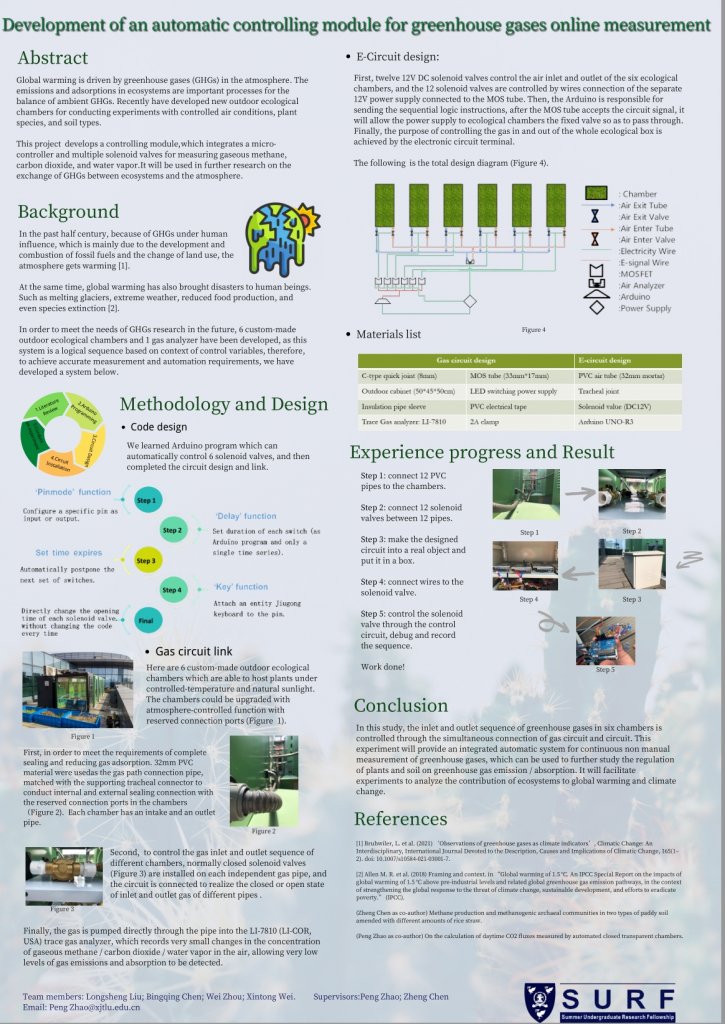 Development of an automatic controlling module for greenhouse gases online measurement
Abstract
Global warming is driven by greenhouse gases (GHGs) in the atmosphere. The
emissions and adsorptions in ecosystems are important processes for the
balance of ambient GHGs. Recently have developed new outdoor ecological
chambers for conducting experiments with controlled air conditions, plant
species, and soil types.
This project develops a controlling module,which integrates a micro-
controller and multiple solenoid valves for measuring gaseous methane,
carbon dioxide, and water vapor.It will be used in further research on the
exchange of GHGs between ecosystems and the atmosphere.
Background
In the past half century, because of GHGs under human
influence, which is mainly due to the development and
combustion of fossil fuels and the change of land use, the
atmosphere gets warming [1].
At the same time, global warming has also brought disasters to human beings.
Such as melting glaciers, extreme weather, reduced food production, and
even species extinction [2].
In order to meet the needs of GHGs research in the future, 6 custom-made
outdoor ecological chambers and 1 gas analyzer have been developed, as this
system is a logical sequence based on context of control variables, therefore,
to achieve accurate measurement and automation requirements, we have
developed a system below.
1.Literature
Review
2.Arduino
Programming
3.Circuit
Design
4.Circuit
Installation
Methodology and Design
• Code design
We learned Arduino program which can
automatically control 6 solenoid valves, and then
completed the circuit design and link.
'Pinmode' function
Configure a specific pin as
input or output.
Step 1
'Delay' function
Set duration of each switch (as
Arduino program and only a
single time series).
Step 2
Set time expires
Automatically postpone the
next set of switches.
Step 3
'Key' function
Attach an entity Jiugong
keyboard to the pin.
Step 4
Directly change the opening
time of each solenoid valve,
without changing the code
every time
Final
• Gas circuit link
Here are 6 custom-made outdoor ecological
chambers which are able to host plants under
controlled-temperature and natural sunlight.
The chambers could be upgraded with
atmosphere-controlled function with
reserved connection ports (Figure 1).
Figure 1
First, in order to meet the requirements of complete
sealing and reducing gas adsorption. 32mm PVC
material were usedas the gas path connection pipe,
matched with the supporting tracheal connector to
conduct internal and external sealing connection with
the reserved connection ports in the chambers
(Figure 2). Each chamber has an intake and an outlet
pipe.
Figure 2
Second, to control the gas inlet and outlet sequence of
different chambers, normally closed solenoid valves
(Figure 3) are installed on each independent gas pipe, and
the circuit is connected to realize the closed or open state
of inlet and outlet gas of different pipes .
Figure 3
Finally, the gas is pumped directly through the pipe into the LI-7810 (LI-COR,
USA) trace gas analyzer, which records very small changes in the concentration
of gaseous methane / carbon dioxide / water vapor in the air, allowing very low
levels of gas emissions and absorption to be detected.
• E-Circuit design:
First, twelve 12V DC solenoid valves control the air inlet and outlet of the six ecological
chambers, and the 12 solenoid valves are controlled by wires connection of the separate
12V power supply connected to the MOS tube. Then, the Arduino is responsible for
sending the sequential logic instructions, after the MOS tube accepts the circuit signal, it
will allow the power supply to ecological chambers the fixed valve so as to pass through.
Finally, the purpose of controlling the gas in and out of the whole ecological box is
achieved by the electronic circuit terminal.
The following is the total design diagram (Figure 4).
: Chamber
:Air Exit Tube
:Air Exit Valve
:Air Enter Tube
:Air Enter Valve
:Electricity Wire
:E-signal Wire
:MOSFET
:Air Analyzer
:Arduino
:Power Supply
Figure 4
• Materials list
Gas circuit design E-circuit design
C-type quick joint (8mm) MOS tube (33mm*17mm) PVC air tube (32mm mortar)
Outdoor cabinet (50*45*50cm) LED switching power supply Tracheal joint
Insulation pipe sleeve PVC electrical tape Solenoid value (DC12V)
Trace Gas analyzer: LI-7810 2A clamp Arduino UNO-R3
Experience progress and Result
Step 1: connect 12 PVC
pipes to the chambers.
Step 2: connect 12 solenoid
valves between 12 pipes.
Step 3: make the designed
circuit into a real object and
put it in a box.
Step 4: connect wires to the
solenoid valve.
Step 5: control the solenoid
valve through the control
circuit, debug and record
the sequence.
Work done!
Step 1
Step 2
Step 4
Step 3
Step 5
Conclusion
In this study, the inlet and outlet sequence of greenhouse gases in six chambers is
controlled through the simultaneous connection of gas circuit and circuit. This
experiment will provide an integrated automatic system for continuous non manual
measurement of greenhouse gases, which can be used to further study the regulation
of plants and soil on greenhouse gas emission / absorption. It will facilitate
experiments to analyze the contribution of ecosystems to global warming and climate
change.
References
[1] Bruhwiler, L. et al. (2021) 'Observations of greenhouse gases as climate indicators', Climatic Change: An
Interdisciplinary, International Journal Devoted to the Description, Causes and Implications of Climatic Change, 165(1–
2). doi: 10.1007/s10584-021-03001-7.
[2] Allen M. R. et al. (2018) Framing and context. in "Global warming of 1.5 °C. An IPCC Special Report on the impacts of
global warming of 1.5 °C above pre-industrial levels and related global greenhouse gas emission pathways, in the context
of strengthening the global response to the threat of climate change, sustainable development, and efforts to eradicate
poverty." (IPCC).
(Zheng Chen as co-author) Methane production and methanogenic archaeal communities in two types of paddy soil
amended with different amounts of rice straw.
(Peng Zhao as co-author) On the calculation of daytime CO2 fluxes measured by automated closed transparent chambers.
Team members: Longsheng Liu; Bingqing Chen; Wei Zhou; Xintong Wei. Supervisors:Peng Zhao; Zheng Chen
Email: Peng Zhao@xjtlu.edu.cn
SURF
Summer Undergraduate Research Fellowship